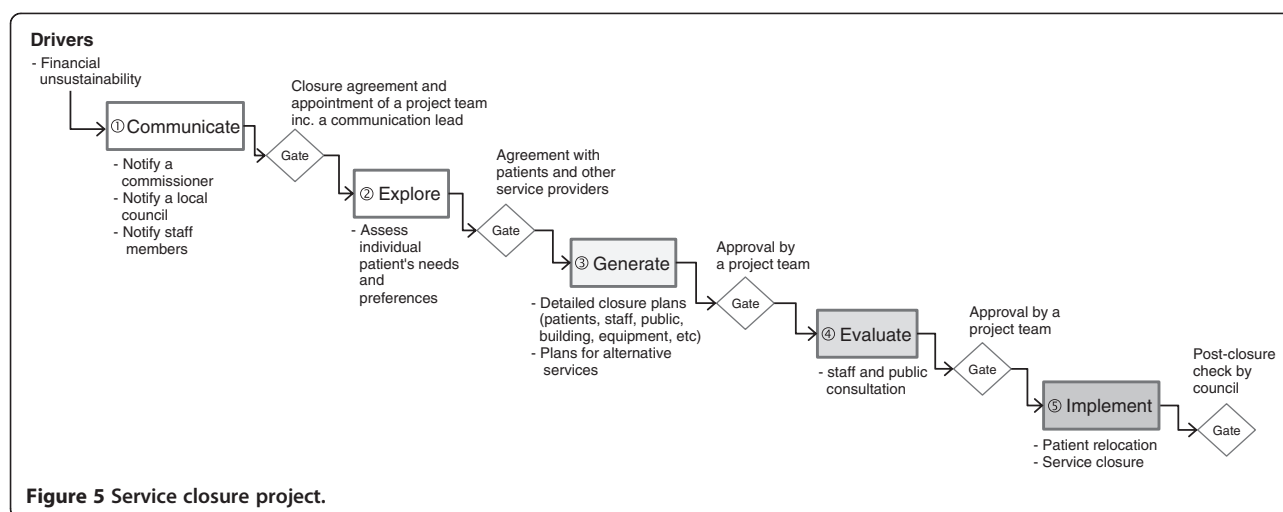 Drivers
- Financial
unsustainability
① Communicate
- Notify a
commissioner
- Notify a local
council
- Notify staff
members
Closure agreement and
appointment of a project team
inc. a communication lead
Gate
② Explore
- Assess
individual
patient's needs
and
preferences
Agreement with
patients and other
service providers
Gate
③ Generate
- Detailed closure plans
(patients, staff, public,
building, equipment, etc)
- Plans for alternative
services
Approval by
a project team
Gate
④ Evaluate
- staff and public
consultation
Approval by a
project team
Gate
⑤ Implement
- Patient relocation
- Service closure
Post-closure
check by
council
Gate
Figure 5 Service closure project.